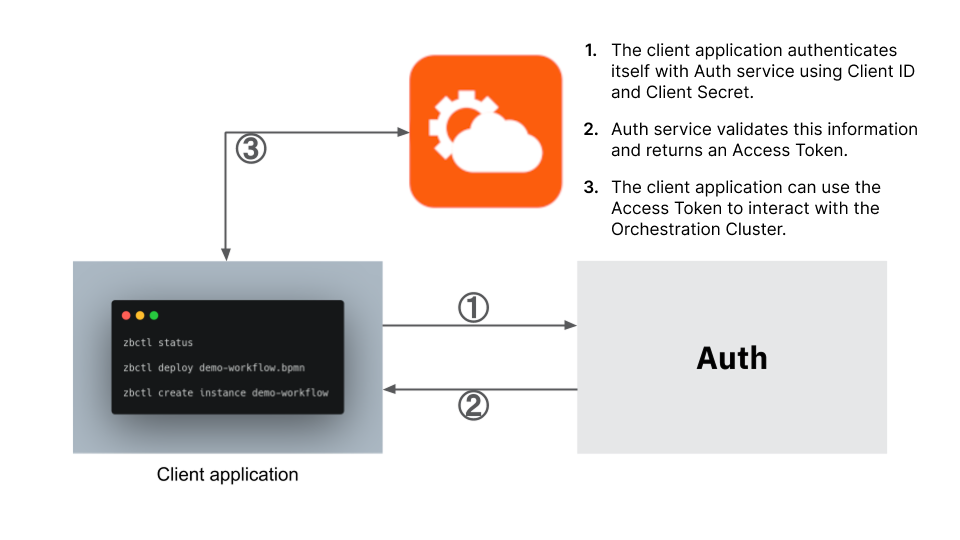 1. The client application authenticates
itself with Auth service using Client ID
and Client Secret.
2. Auth service validates this information
and returns an Access Token.
3. The client application can use the
Access Token to interact with the
Orchestration Cluster.
③
①
②
zbctl status
zbctl deploy demo-workflow.bpmn
zbctl create instance demo-workflow
Auth
Client application